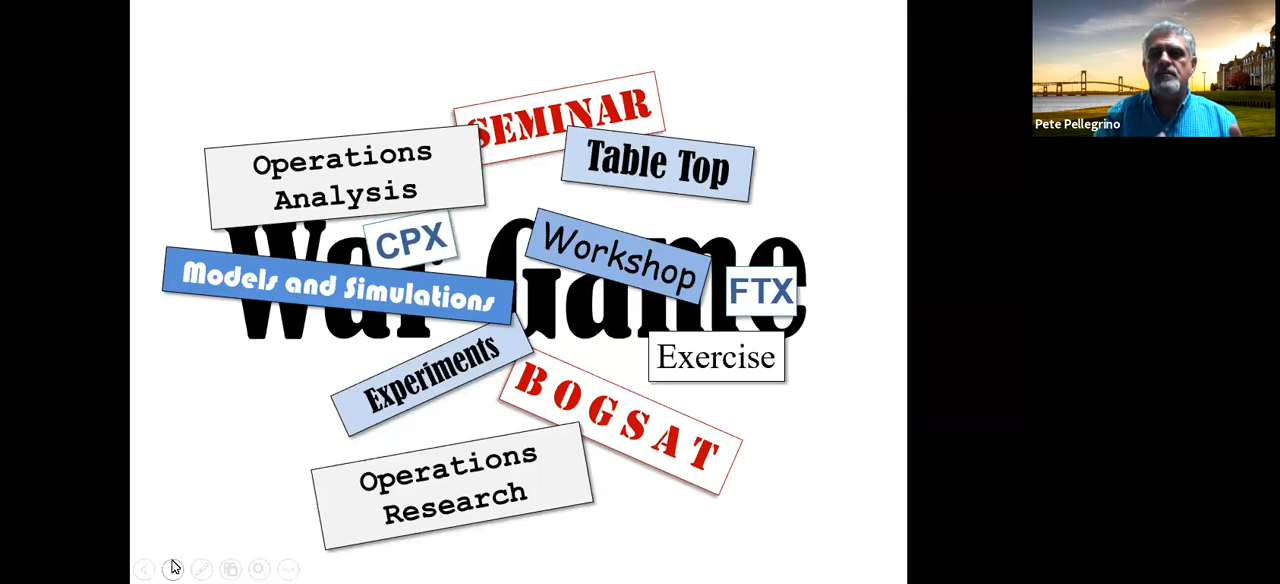 SEMINAR
Pete Pellegrino
Operations
Analysis
Table Top
War Game
CPX
Workshop
Models and Simulations
FTX
Experiments
Exercise
BOGSAT
Operations
Research